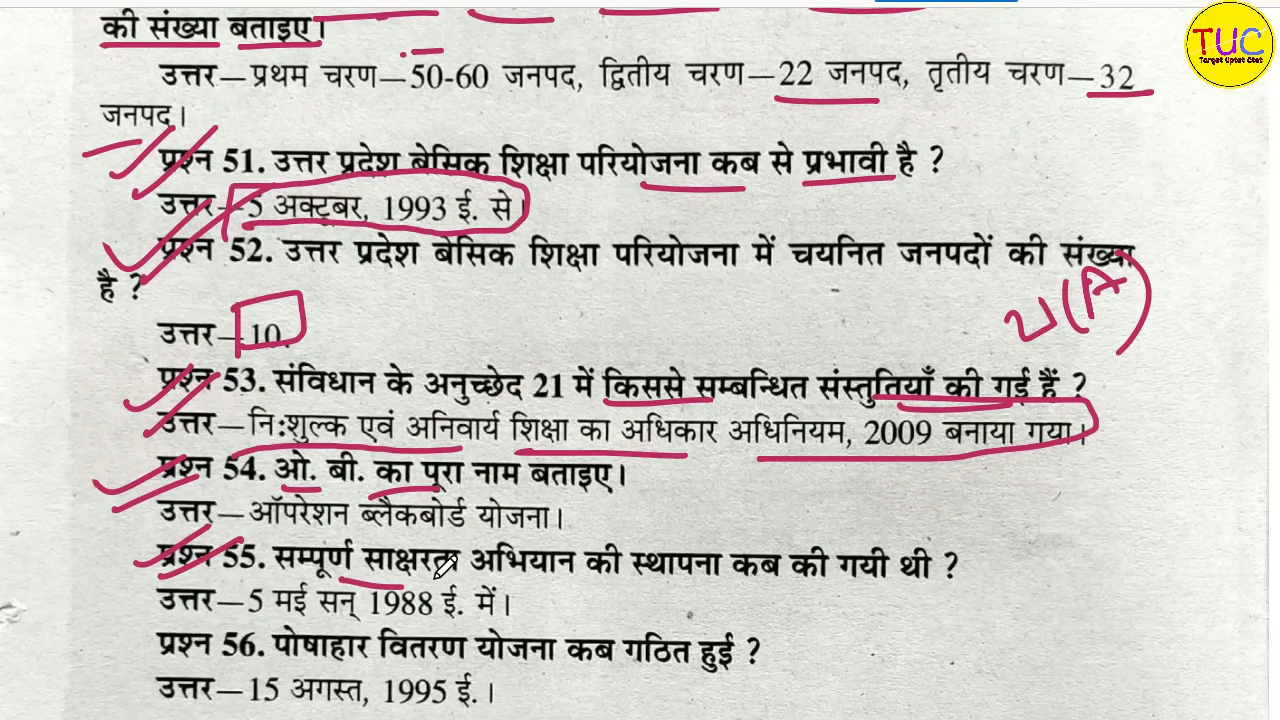 TUC
Target Uptet Ctet
की संख्या बताइए।
उत्तर—प्रथम चरण—50-60 जनपद, द्वितीय चरण—22 जनपद, तृतीय चरण—32
जनपद।
प्रश्न 51. उत्तर प्रदेश बेसिक शिक्षा परियोजना कब से प्रभावी है ?
उत्तर—5 अक्टूबर, 1993 ई. से।
प्रश्न 52. उत्तर प्रदेश बेसिक शिक्षा परियोजना में चयनित जनपदों की संख्या
है ?
उत्तर—10.
21(A)
प्रश्न 53. संविधान के अनुच्छेद 21 में किससे सम्बन्धित संस्तुतियाँ की गई हैं ?
उत्तर—नि:शुल्क एवं अनिवार्य शिक्षा का अधिकार अधिनियम, 2009 बनाया गया।
प्रश्न 54. ओ. बी. का पूरा नाम बताइए।
उत्तर—ऑपरेशन ब्लैकबोर्ड योजना।
प्रश्न 55. सम्पूर्ण साक्षरता अभियान की स्थापना कब की गयी थी ?
उत्तर—5 मई सन् 1988 ई. में।
प्रश्न 56. पोषाहार वितरण योजना कब गठित हुई ?
उत्तर—15 अगस्त, 1995 ई.।